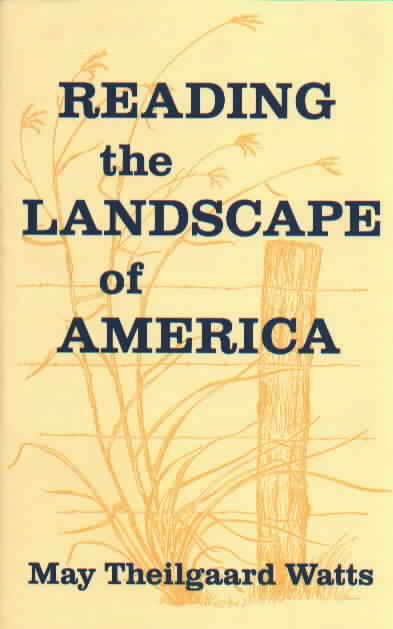 READING
the
LANDSCAPE
of
AMERICA
May Theilgaard Watts